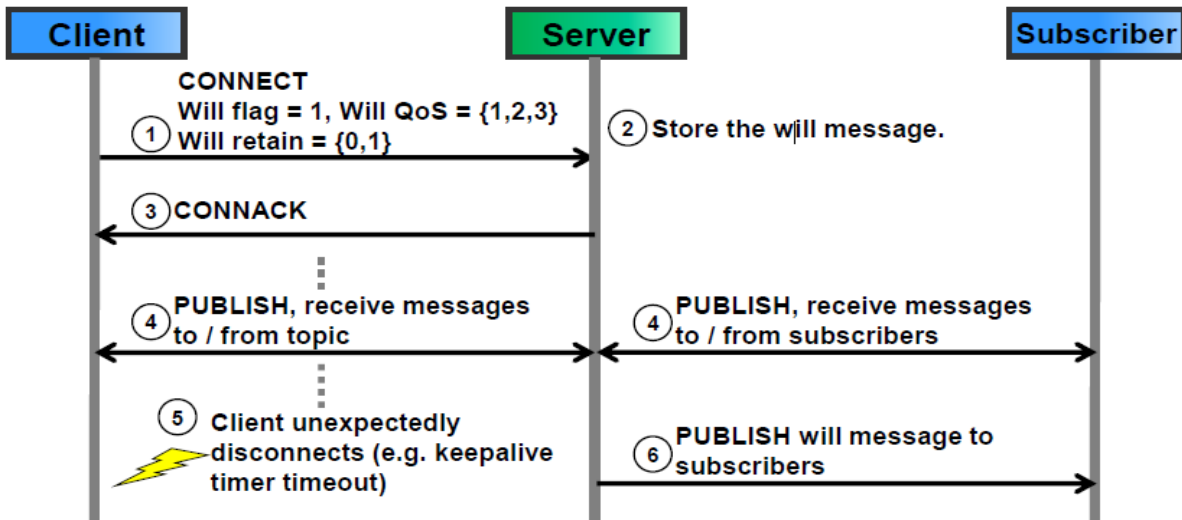 Client
Server
Subscriber
CONNECT
Will flag = 1, Will QoS = {1,2,3}
1
Will retain = {0,1}
2 Store the will message.
3 CONNACK
4 PUBLISH, receive messages
to / from topic
4 PUBLISH, receive messages
to / from subscribers
5 Client unexpectedly
disconnects (e.g. keepalive
timer timeout)
6 PUBLISH will message to
subscribers